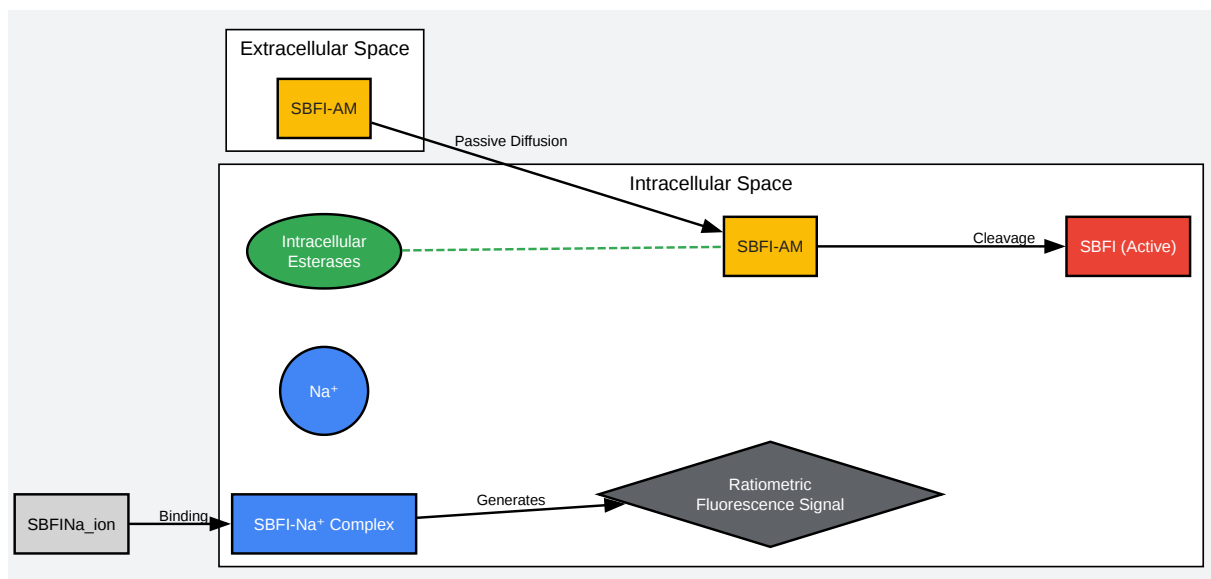 Extracellular Space
SBFI-AM
Passive Diffusion
Intracellular Space
Intracellular
Esterases
SBFI-AM
Cleavage
SBFI (Active)
Na⁺
Ratiometric
Fluorescence Signal
SBFINa_ion
Binding
SBFI-Na⁺ Complex
Generates